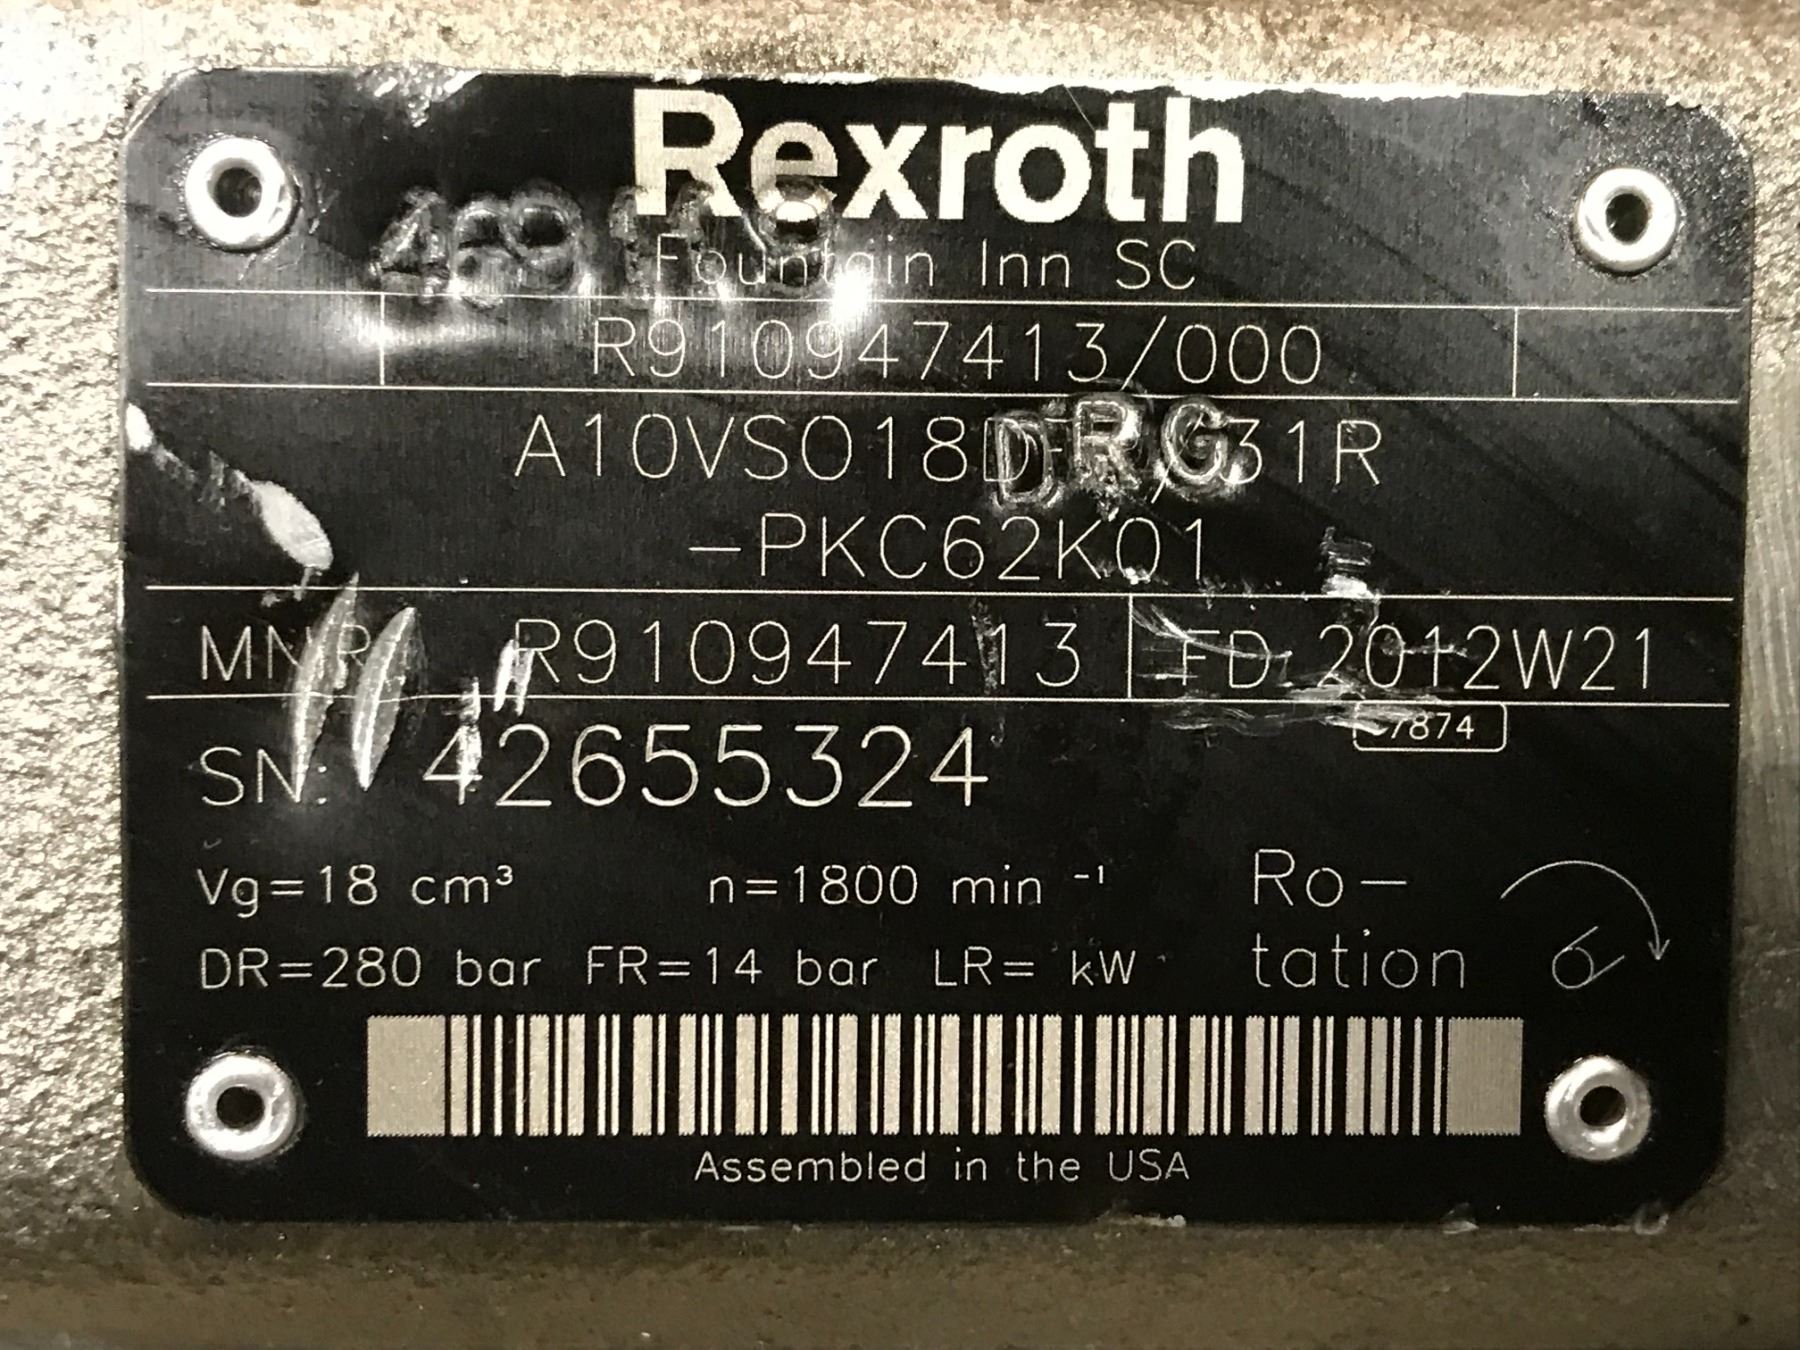 Rexroth
Fountain Inn SC
R910947413/000
A10VSO18DRG/31R
-PKC62K01
MNR: R910947413 FD: 2012W21
7874
SN: 42655324
Vg=18 cm³ n=1800 min⁻¹
DR=280 bar FR=14 bar LR= kW
Ro-
tation
Assembled in the USA